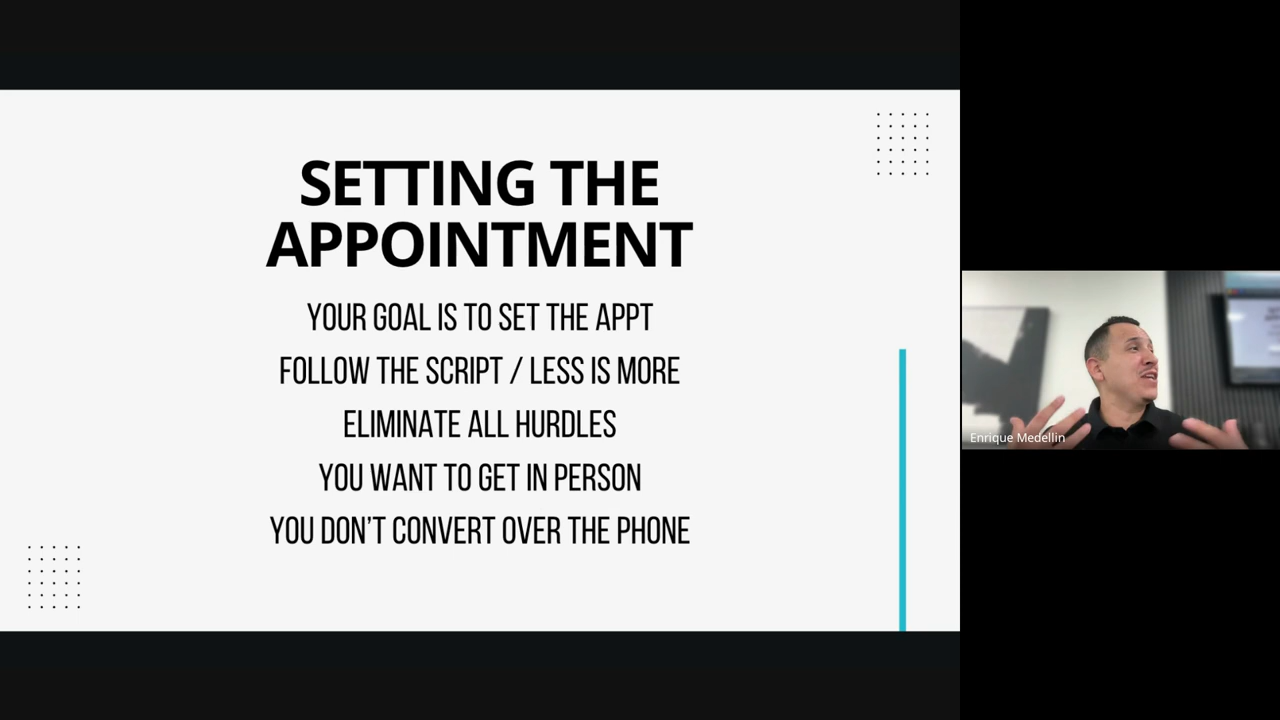 SETTING THE
APPOINTMENT
YOUR GOAL IS TO SET THE APPT
FOLLOW THE SCRIPT / LESS IS MORE
ELIMINATE ALL HURDLES
YOU WANT TO GET IN PERSON
YOU DON'T CONVERT OVER THE PHONE
Enrique Medellin